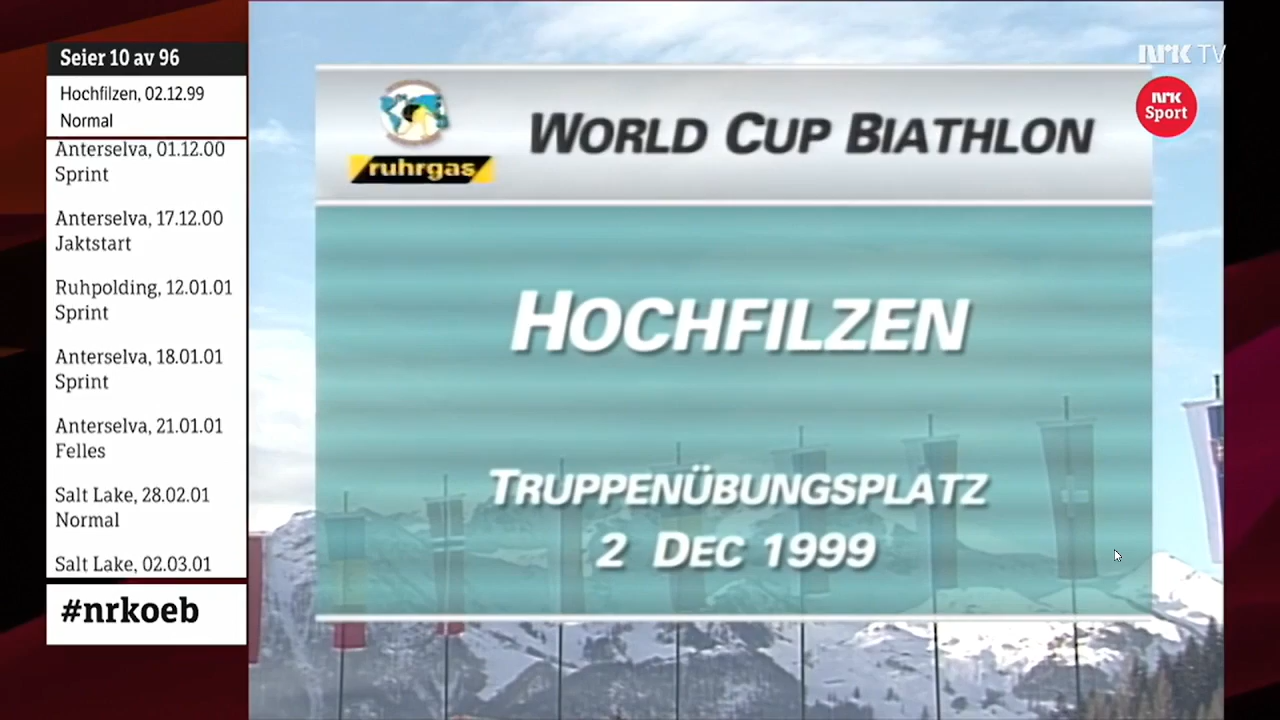 Seier 10 av 96
Hochfilzen, 02.12.99
Normal
Anterselva, 01.12.00
Sprint
Anterselva, 17.12.00
Jaktstart
Ruhpolding, 12.01.01
Sprint
Anterselva, 18.01.01
Sprint
Anterselva, 21.01.01
Felles
Salt Lake, 28.02.01
Normal
Salt Lake, 02.03.01
#nrkoeb
NRK TV
NRK
Sport
ruhrgas
WORLD CUP BIATHLON
HOCHFILZEN
TRUPPENÜBUNGSPLATZ
2 DEC 1999